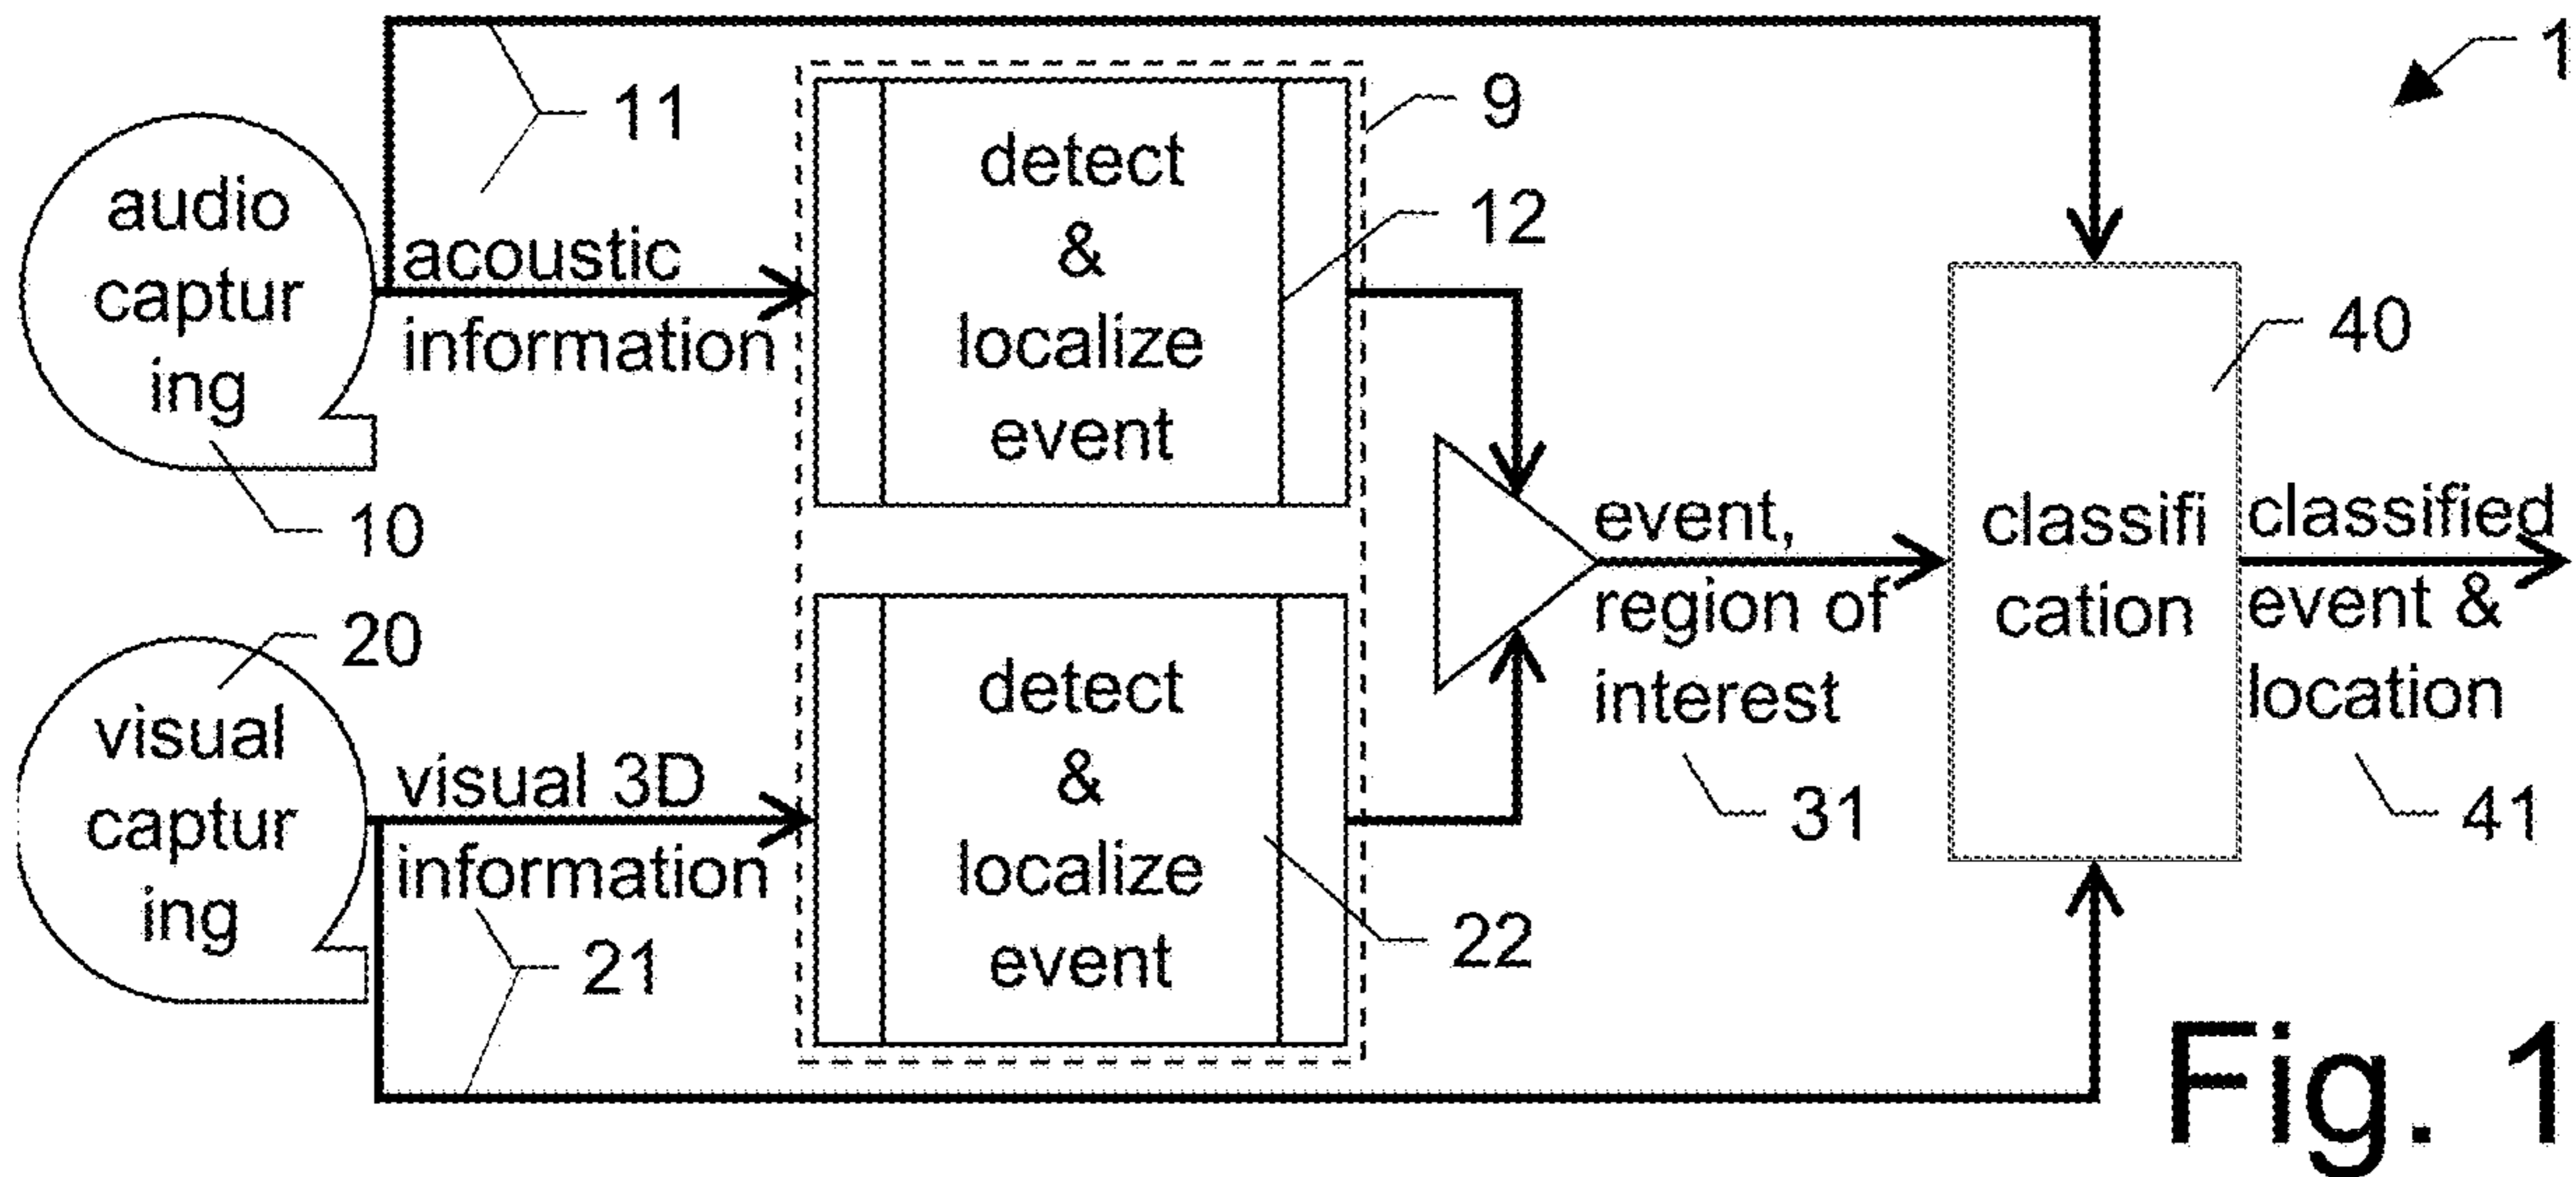 1
11
9
detect
&
localize
event
12
audio
captur
ing
10
acoustic
information
40
event,
region of
interest
31
classifi
cation
classified
event &
location
41
20
visual
captur
ing
visual 3D
information
21
detect
&
localize
event
22
Fig. 1